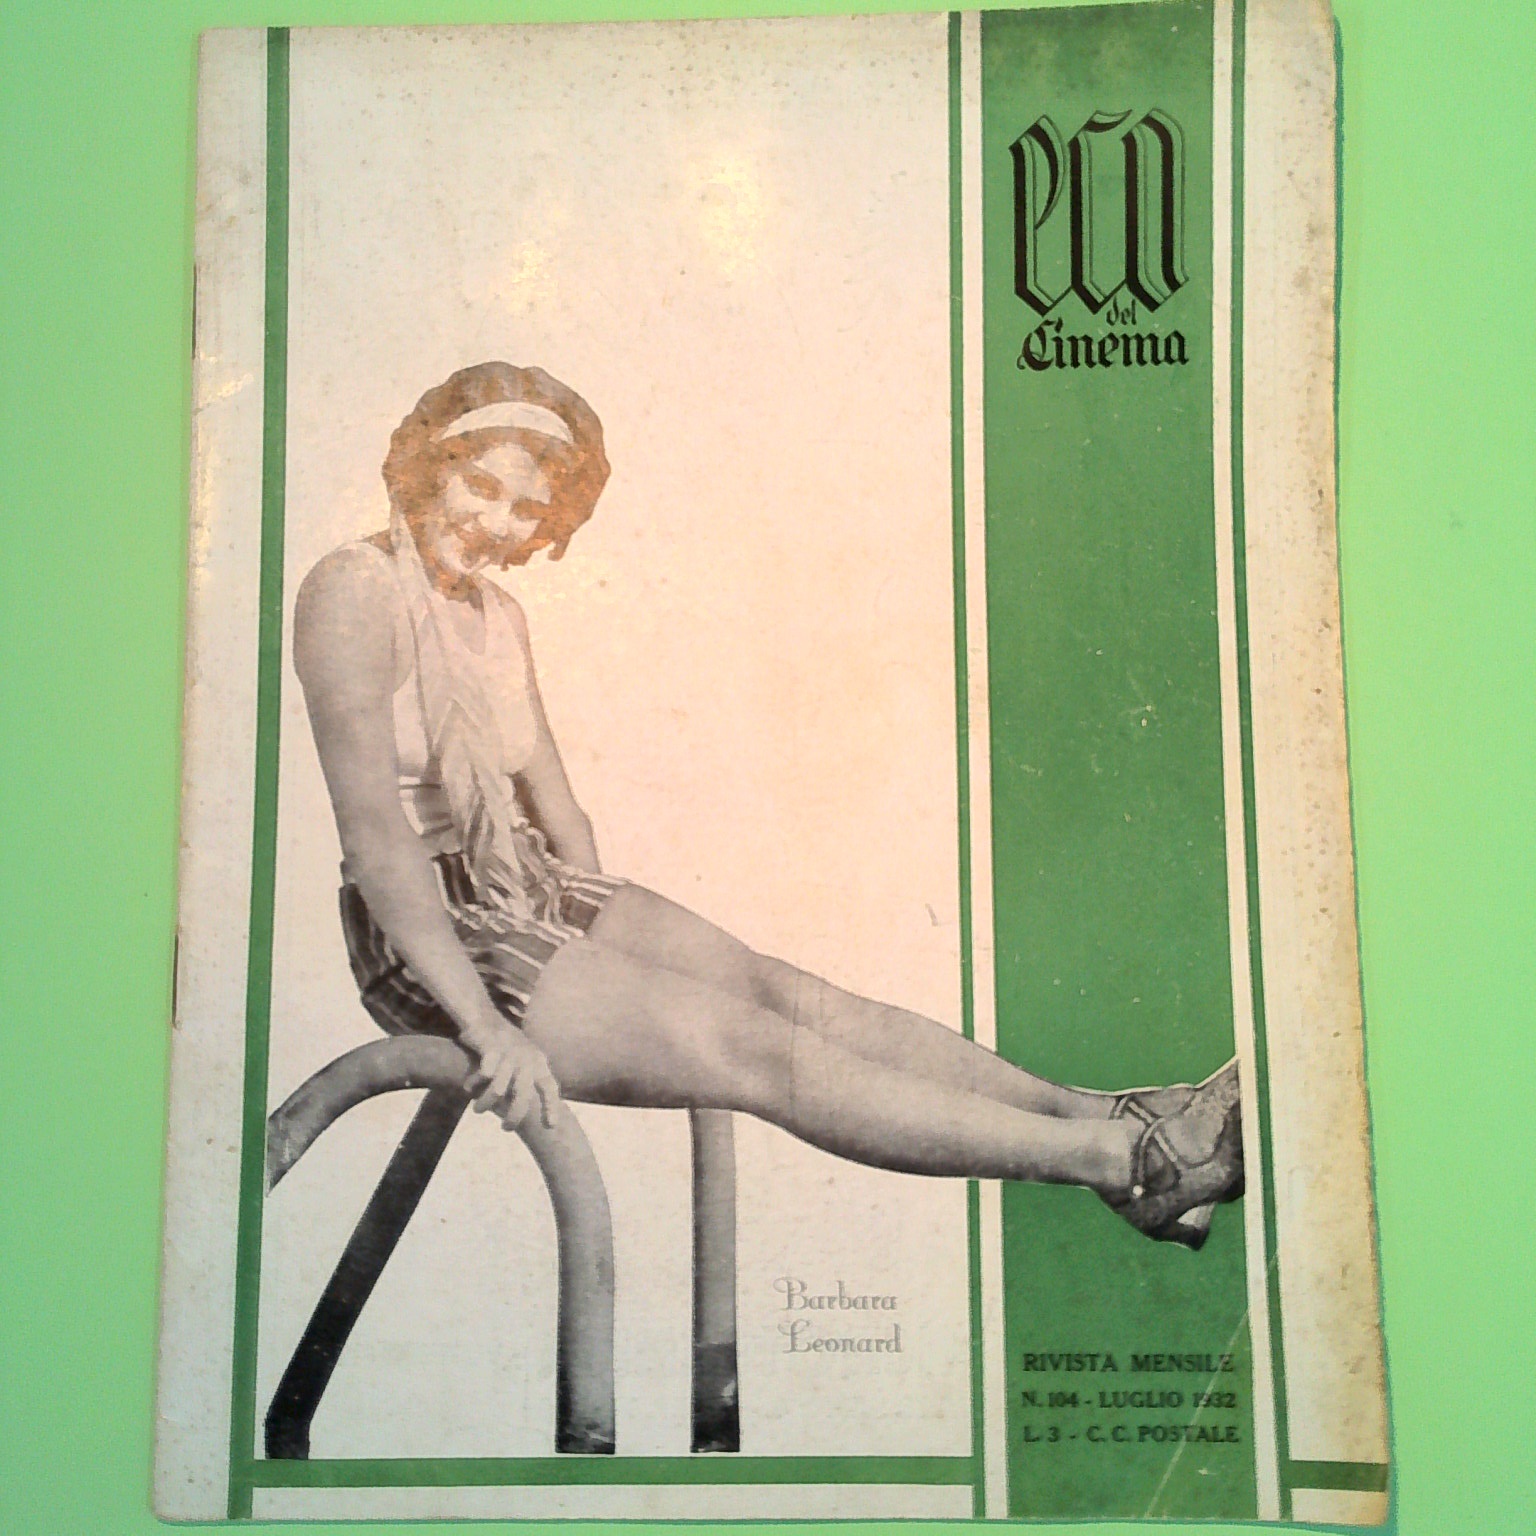 eco
del
Cinema
Barbara
Leonard
RIVISTA MENSILE
N. 104 - LUGLIO 1932
L. 3 - C. C. POSTALE